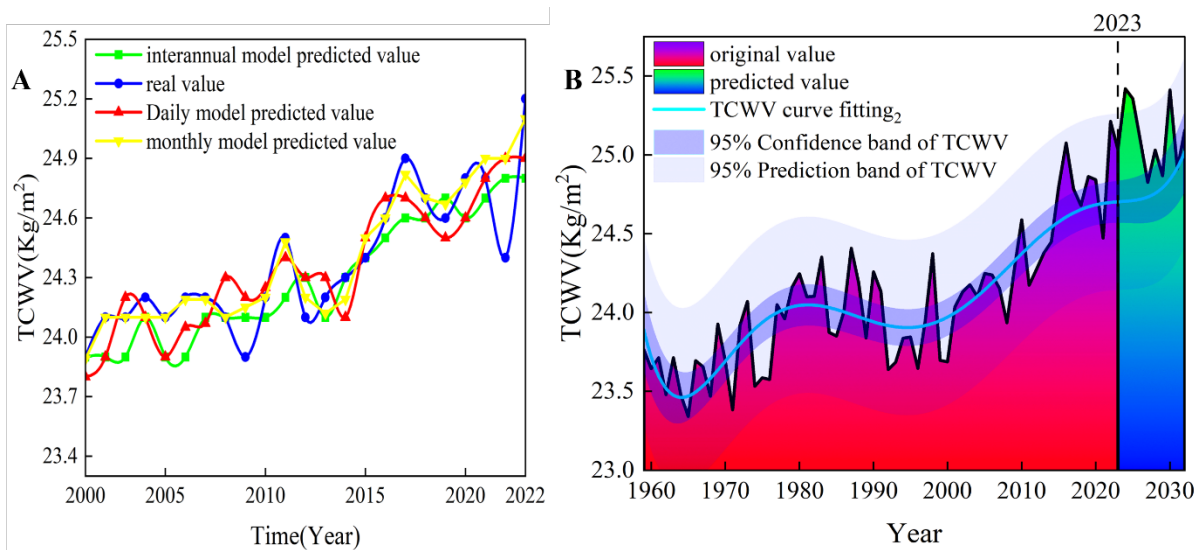 A
25.5
25.2
24.9
24.6
24.3
24.0
23.7
23.4
TCWV(Kg/m²)
interannual model predicted value
real value
Daily model predicted value
monthly model predicted value
2000
2005
2010
2015
2020
2022
Time(Year)
B
2023
25.5
25.0
24.5
24.0
23.5
23.0
TCWV(Kg/m²)
original value
predicted value
TCWV curve fitting₂
95% Confidence band of TCWV
95% Prediction band of TCWV
1960
1970
1980
1990
2000
2010
2020
2030
Year